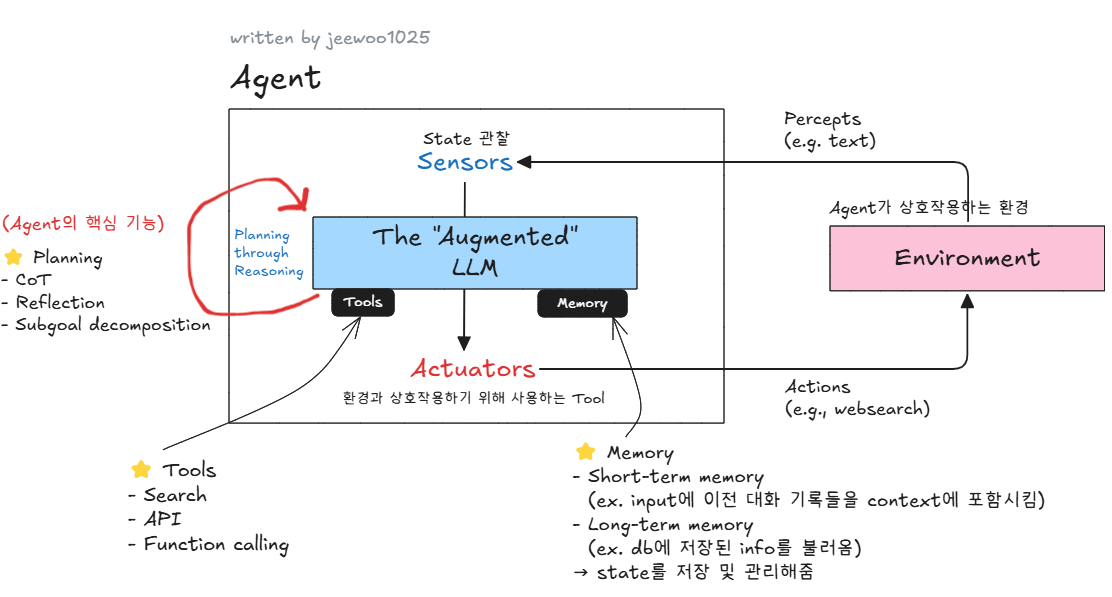 written by jeewoo1025
Agent
State 관찰
Sensors
Percepts
(e.g. text)
Agent가 상호작용하는 환경
Environment
(Agent의 핵심 기능)
Planning
- CoT
- Reflection
- Subgoal decomposition
Planning
through
Reasoning
The "Augmented"
LLM
Tools
Memory
Actuators
환경과 상호작용하기 위해 사용하는 Tool
Actions
(e.g., websearch)
Tools
- Search
- API
- Function calling
Memory
- Short-term memory
(ex. input에 이전 대화 기록들을 context에 포함시킴)
- Long-term memory
(ex. db에 저장된 info를 불러옴)
→ state를 저장 및 관리해줌